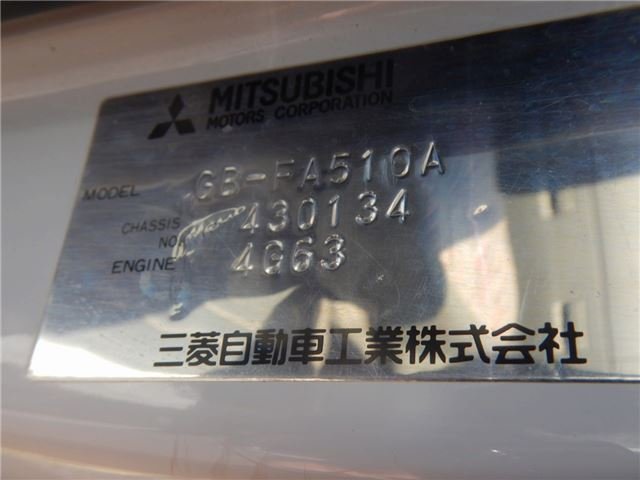 MITSUBISHI
MOTORS CORPORATION
MODEL GB-FA510A
CHASSIS NO. 430134
ENGINE 4G63
三菱自動車工業株式会社